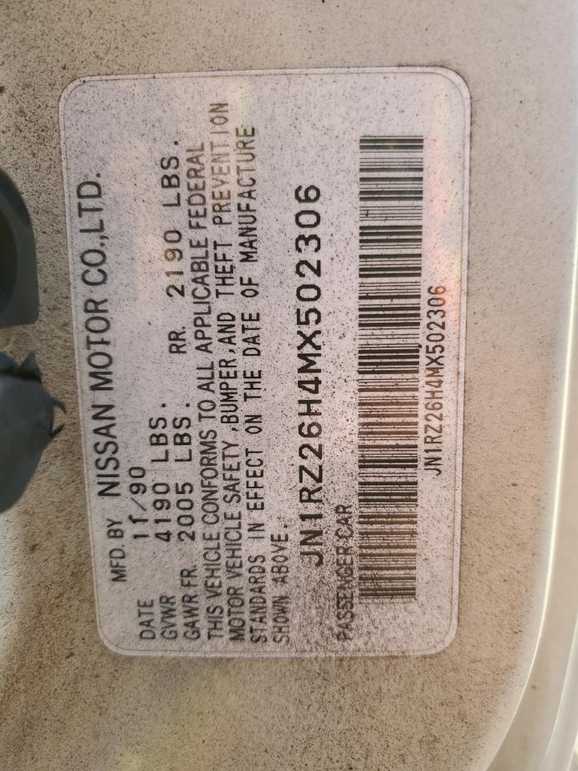 MFD. BY NISSAN MOTOR CO.,LTD.
DATE 11/90
GVWR 4190 LBS.
GAWR FR. 2005 LBS. RR. 2190 LBS.
THIS VEHICLE CONFORMS TO ALL APPLICABLE FEDERAL
MOTOR VEHICLE SAFETY,BUMPER,AND THEFT PREVENTION
STANDARDS IN EFFECT ON THE DATE OF MANUFACTURE
SHOWN ABOVE.
JN1RZ26H4MX502306
PASSENGER CAR
JN1RZ26H4MX502306